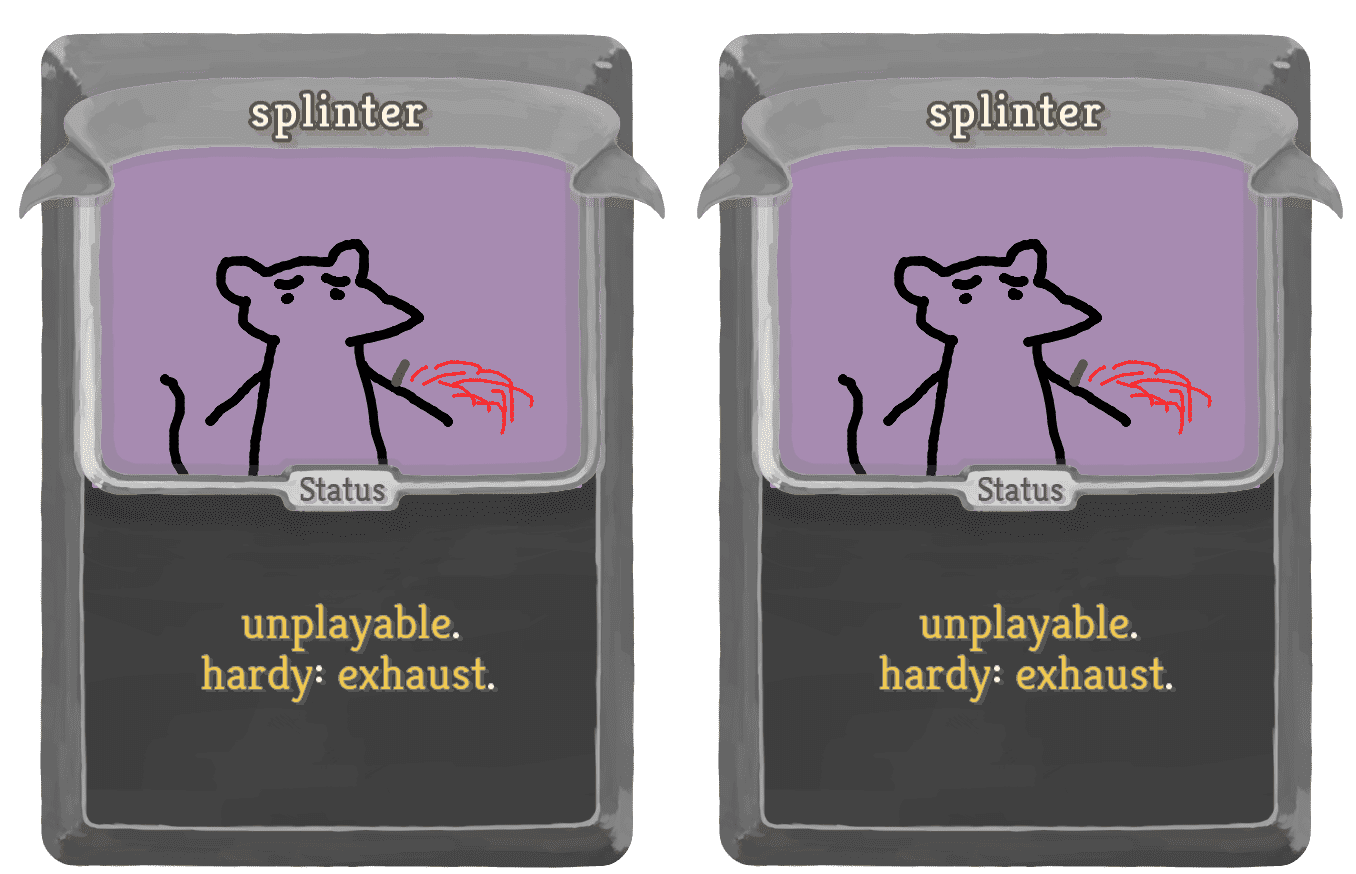 splinter
Status
unplayable.
hardy: exhaust.
splinter
Status
unplayable.
hardy: exhaust.